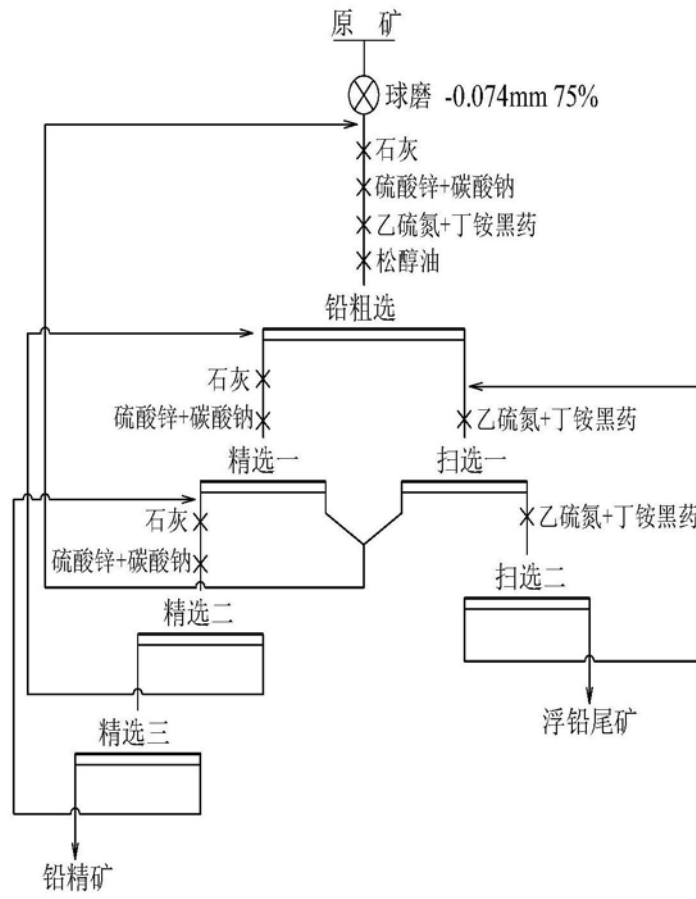 原 矿
球磨 -0.074mm 75%
石灰
硫酸锌+碳酸钠
乙硫氮+丁铵黑药
松醇油
铅粗选
石灰
硫酸锌+碳酸钠
乙硫氮+丁铵黑药
精选一
扫选一
石灰
乙硫氮+丁铵黑药
硫酸锌+碳酸钠
扫选二
精选二
精选三
浮铅尾矿
铅精矿